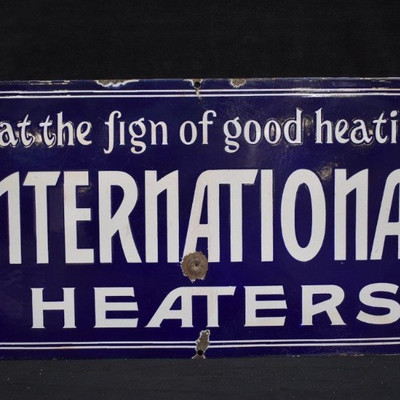 at the sign of good heati
NTERNATIONA
HEATERS